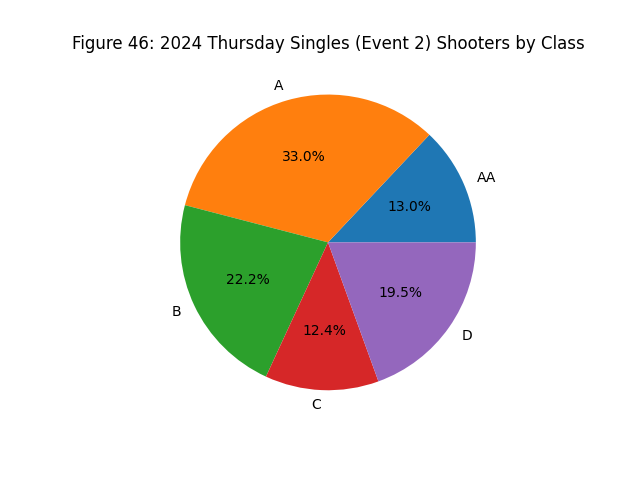 Figure 46: 2024 Thursday Singles (Event 2) Shooters by Class
A
33.0%
AA
13.0%
22.2%
19.5%
B
12.4%
D
C